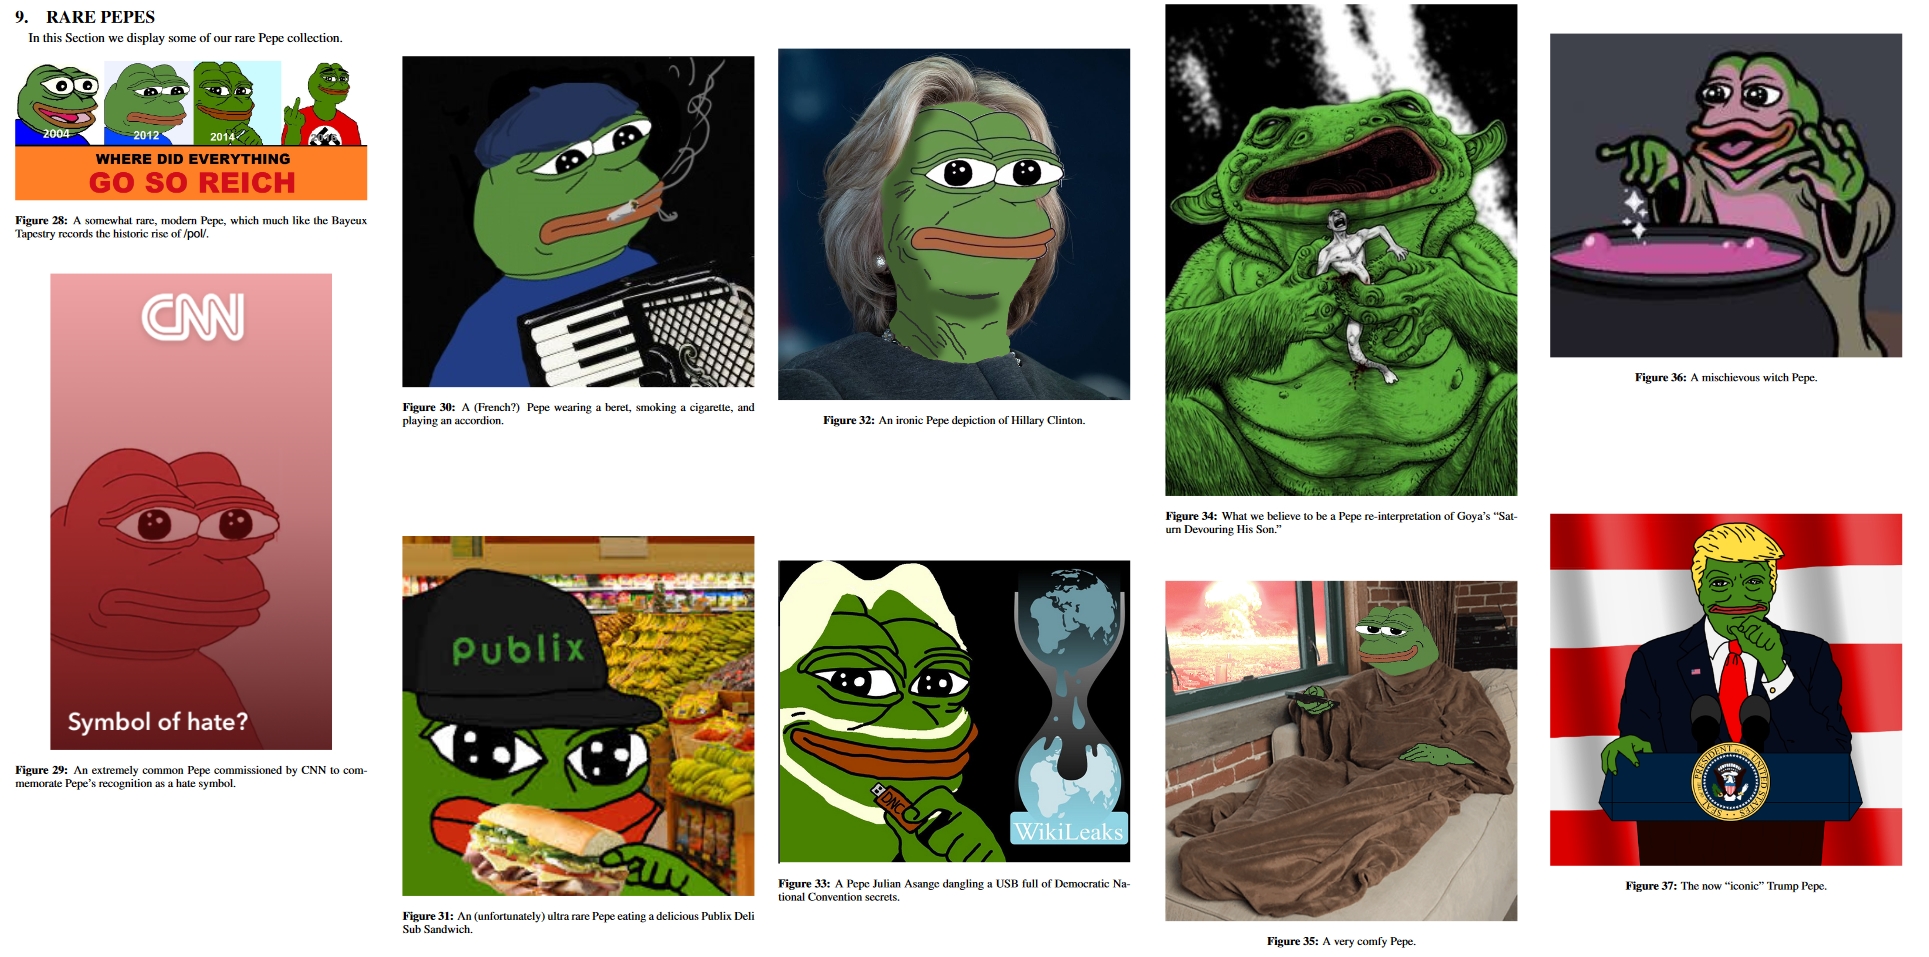 9. RARE PEPES
In this Section we display some of our rare Pepe collection.
2004
2012
2014
WHERE DID EVERYTHING
GO SO REICH
Figure 28: A somewhat rare, modern Pepe, which much like the Bayeux
Tapestry records the historic rise of /pol/.
CNN
Symbol of hate?
Figure 29: An extremely common Pepe commissioned by CNN to com-
memorate Pepe's recognition as a hate symbol.
Figure 30: A (French?) Pepe wearing a beret, smoking a cigarette, and
playing an accordion.
Publix
Figure 31: An (unfortunately) ultra rare Pepe eating a delicious Publix Deli
Sub Sandwich.
Figure 32: An ironic Pepe depiction of Hillary Clinton.
DNC
WikiLeaks
Figure 33: A Pepe Julian Asange dangling a USB full of Democratic Na-
tional Convention secrets.
Figure 34: What we believe to be a Pepe re-interpretation of Goya's “Sat-
urn Devouring His Son.”
Figure 35: A very comfy Pepe.
Figure 36: A mischievous witch Pepe.
Figure 37: The now “iconic” Trump Pepe.